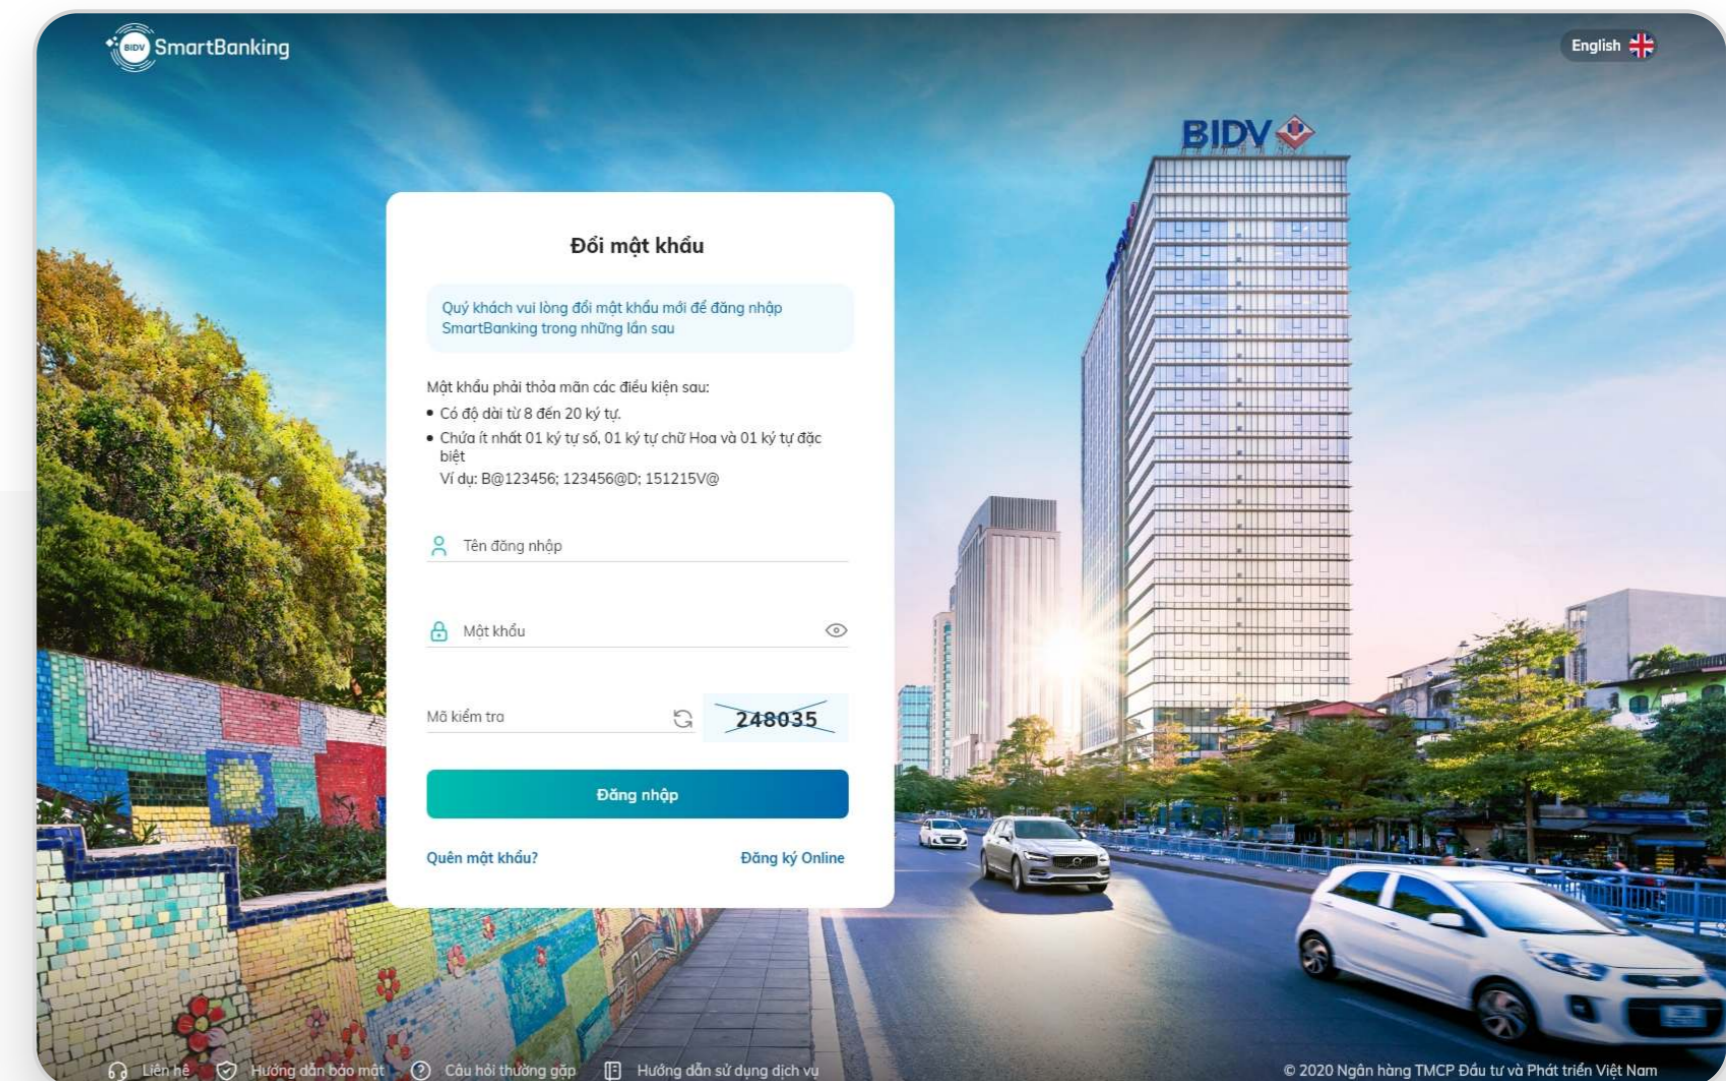 BIDV SmartBanking
English
BIDV
Đổi mật khẩu
Quý khách vui lòng đổi mật khẩu mới để đăng nhập
SmartBanking trong những lần sau
Mật khẩu phải thỏa mãn các điều kiện sau:
• Có độ dài từ 8 đến 20 ký tự.
• Chứa ít nhất 01 ký tự số, 01 ký tự chữ Hoa và 01 ký tự đặc
biệt
Ví dụ: B@123456; 123456@D; 151215V@
Tên đăng nhập
Mật khẩu
Mã kiểm tra
248035
Đăng nhập
Quên mật khẩu?
Đăng ký Online
Liên hệ
Hướng dẫn bảo mật
Câu hỏi thường gặp
Hướng dẫn sử dụng dịch vụ
© 2020 Ngân hàng TMCP Đầu tư và Phát triển Việt Nam